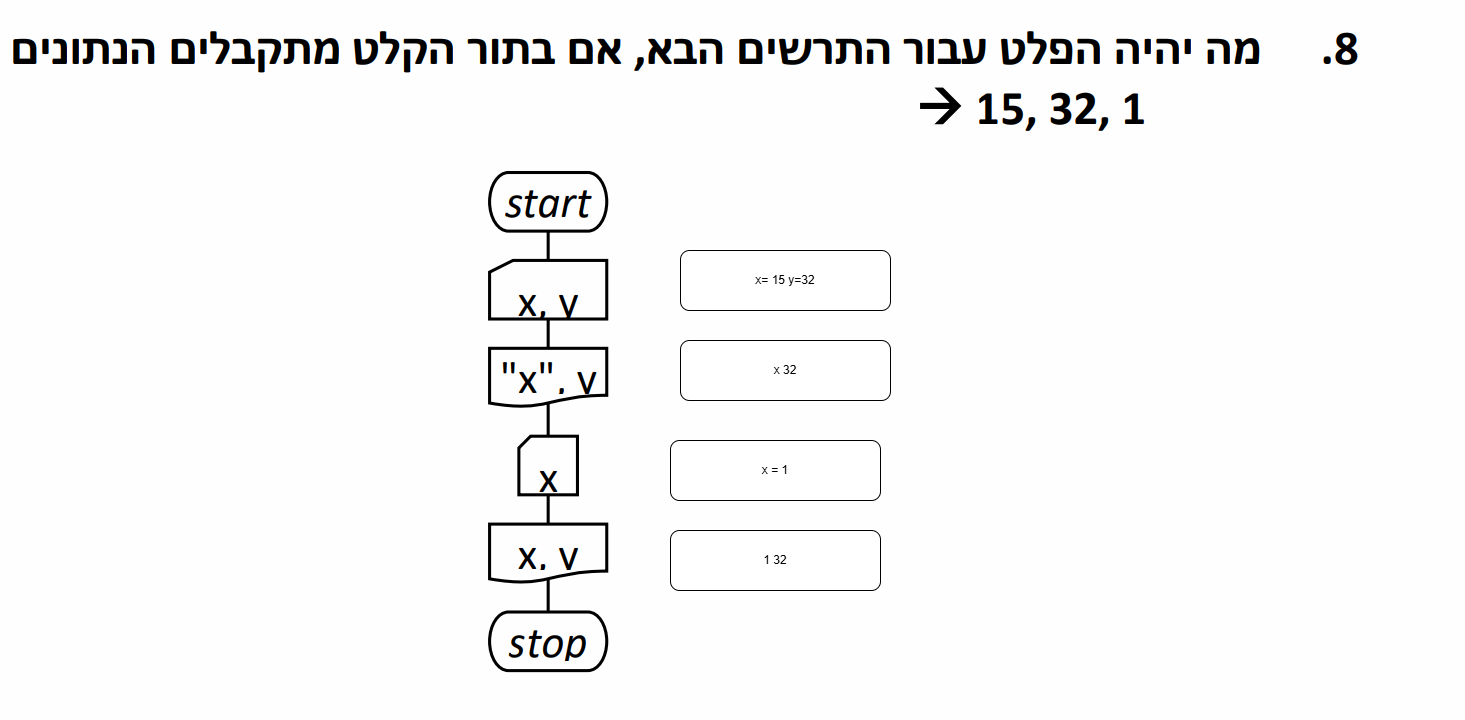 8. מה יהיה הפלט עבור התרשים הבא, אם בתור הקלט מתקבלים הנתונים
→ 15, 32, 1
start
x, y
x= 15 y=32
"x", y
x 32
x
x = 1
x, y
1 32
stop